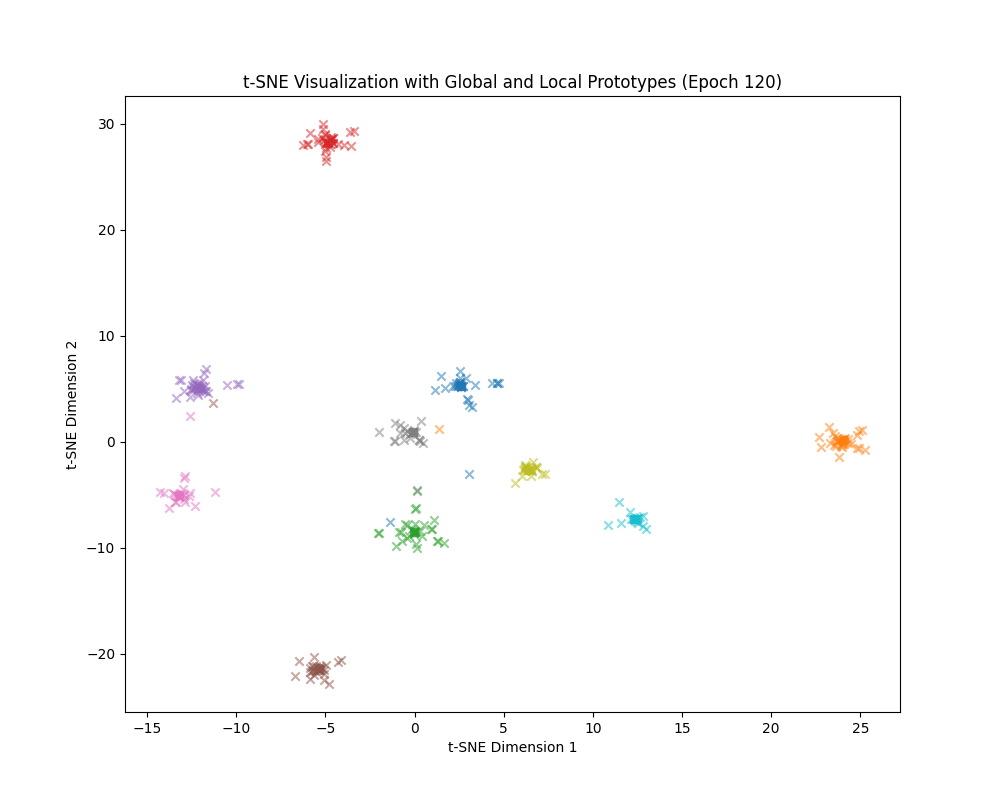 t-SNE Visualization with Global and Local Prototypes (Epoch 120)
30
20
10
0
−10
−20
t-SNE Dimension 2
−15 −10 −5 0 5 10 15 20 25
t-SNE Dimension 1